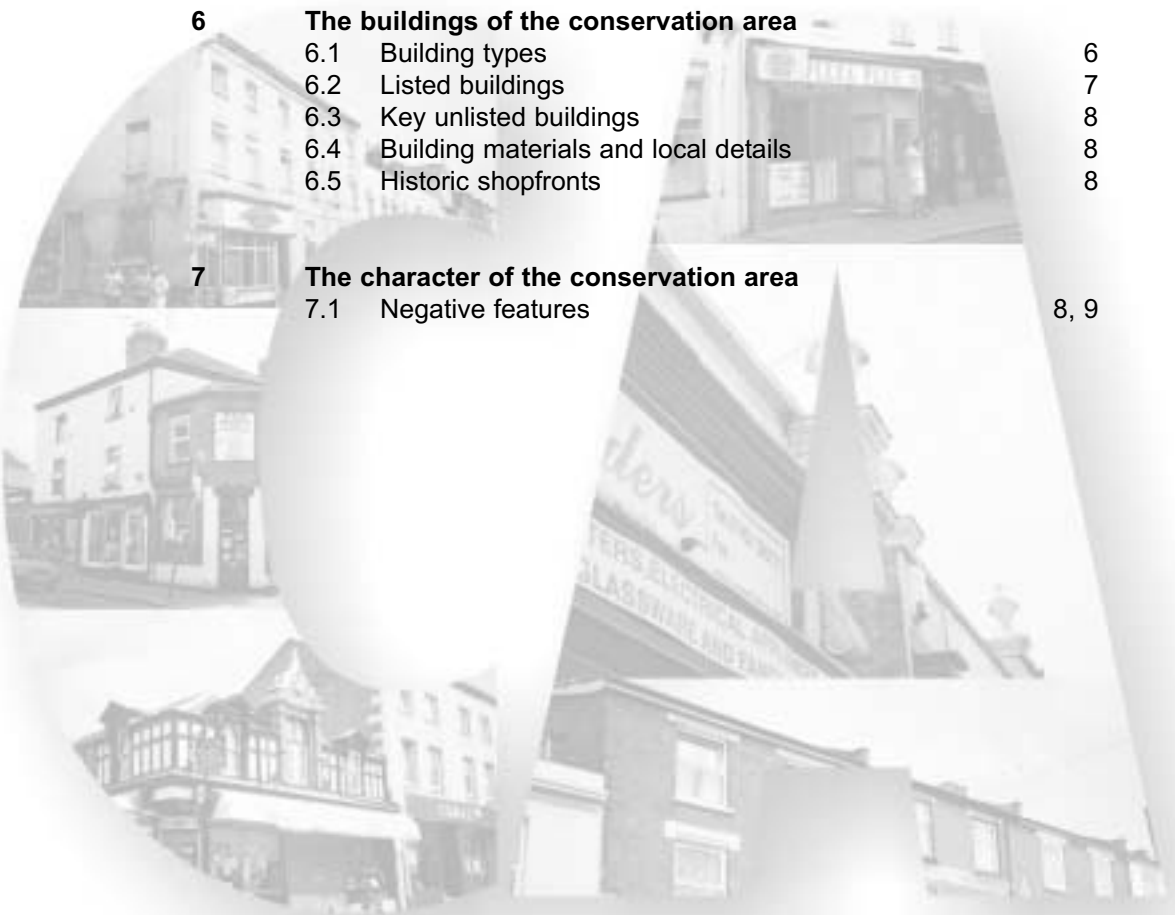 6 The buildings of the conservation area
6.1 Building types 6
6.2 Listed buildings 7
6.3 Key unlisted buildings 8
6.4 Building materials and local details 8
6.5 Historic shopfronts 8
7 The character of the conservation area
7.1 Negative features 8, 9
GLASSWARE AND